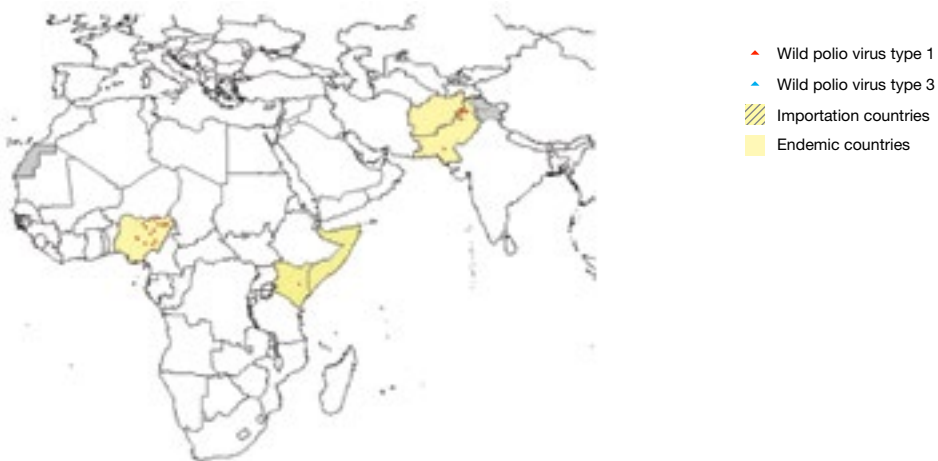 Wild polio virus type 1
Wild polio virus type 3
Importation countries
Endemic countries